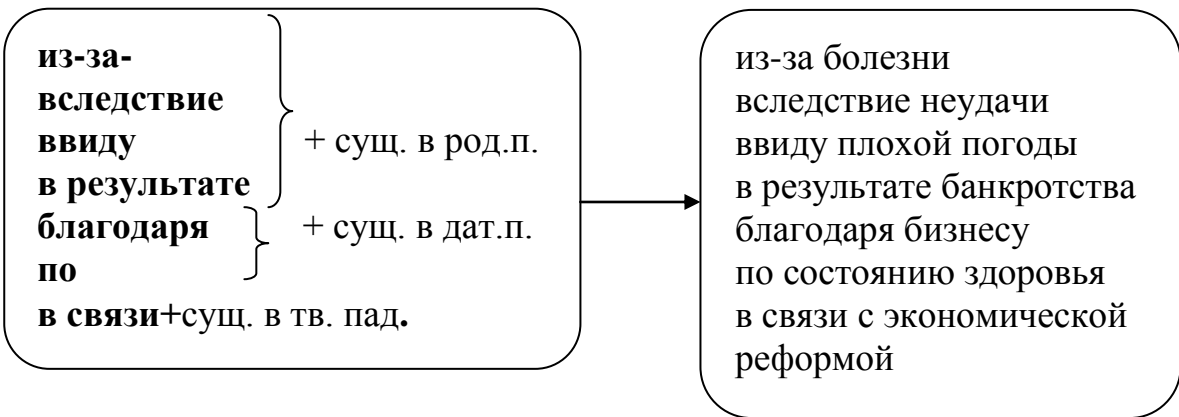 из-за-
вследствие
ввиду + сущ. в род.п.
в результате
благодаря + сущ. в дат.п.
по
в связи+сущ. в тв. пад.
из-за болезни
вследствие неудачи
ввиду плохой погоды
в результате банкротства
благодаря бизнесу
по состоянию здоровья
в связи с экономической
реформой